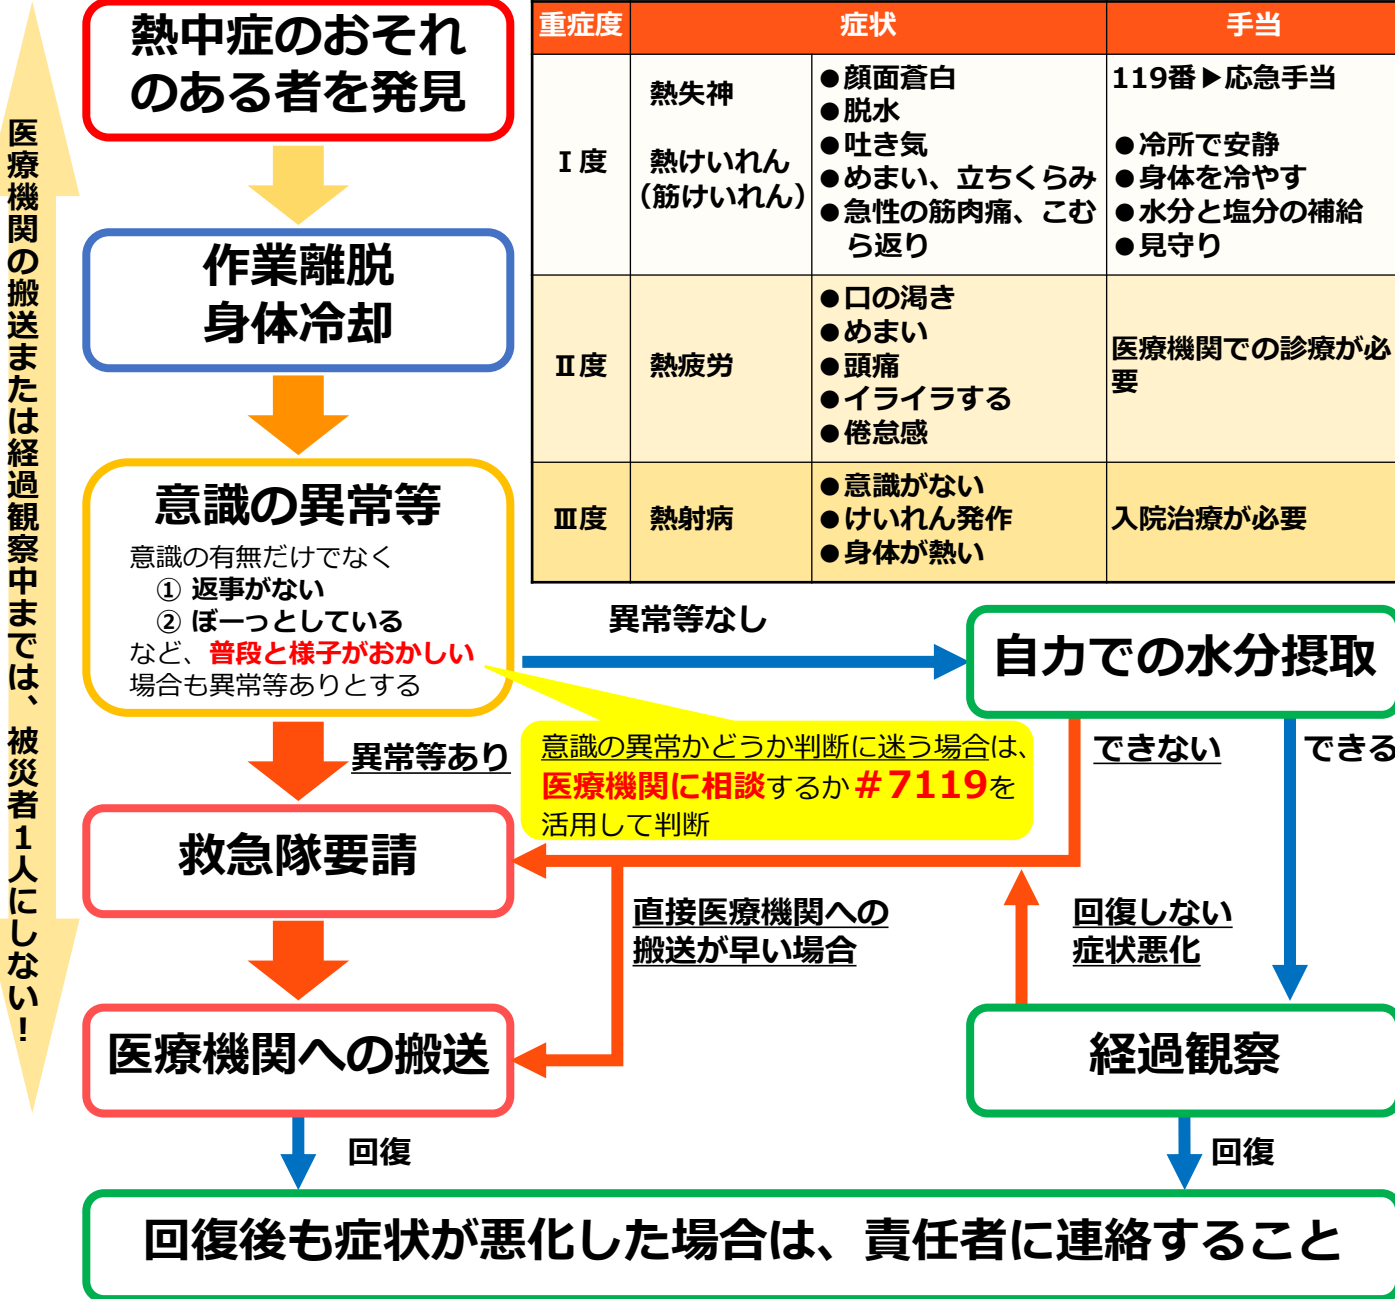 医療機関の搬送または経過観察中までは、被災者1人にしない!
熱中症のおそれ
のある者を発見
作業離脱
身体冷却
意識の異常等
意識の有無だけでなく
① 返事がない
② ぼーっとしている
など、普段と様子がおかしい
場合も異常等ありとする
重症度 症状 手当
Ⅰ度
熱失神
熱けいれん
(筋けいれん)
●顔面蒼白
●脱水
●吐き気
●めまい、立ちくらみ
●急性の筋肉痛、こむ
ら返り
119番▶応急手当
●冷所で安静
●身体を冷やす
●水分と塩分の補給
●見守り
Ⅱ度
熱疲労
●口の渇き
●めまい
●頭痛
●イライラする
●倦怠感
医療機関での診療が必
要
Ⅲ度
熱射病
●意識がない
●けいれん発作
●身体が熱い
入院治療が必要
異常等なし
自力での水分摂取
異常等あり
意識の異常かどうか判断に迷う場合は、
医療機関に相談するか#7119を
活用して判断
できない
できる
救急隊要請
直接医療機関への
搬送が早い場合
回復しない
症状悪化
医療機関への搬送
経過観察
回復
回復
回復後も症状が悪化した場合は、責任者に連絡すること